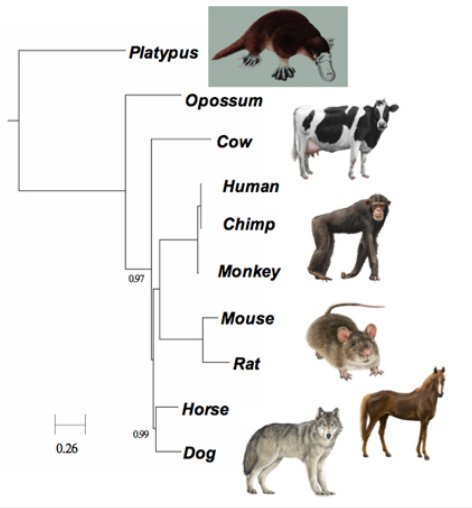 Platypus
Opossum
Cow
Human
Chimp
Monkey
0.97
Mouse
Rat
Horse
0.99
Dog
0.26